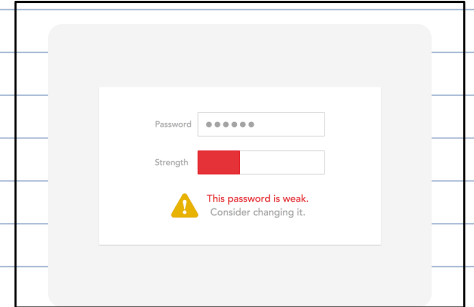 Password ●●●●●●
Strength
This password is weak.
Consider changing it.